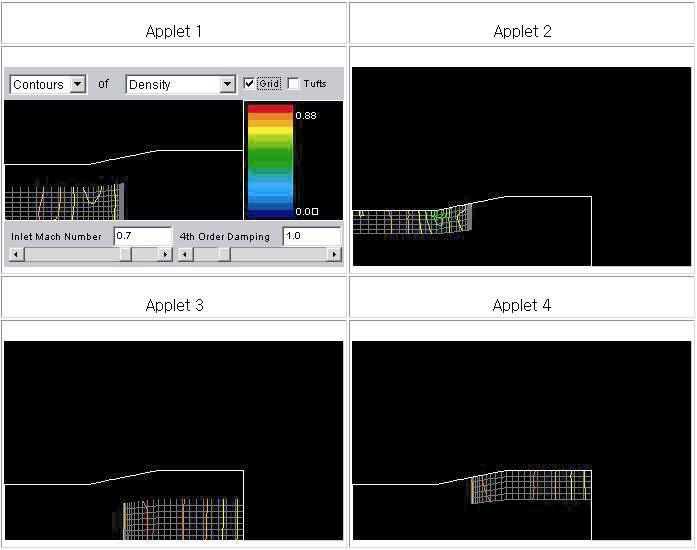 Applet 1
Applet 2
Contours of Density Grid Tufts
0.88
0.0
Inlet Mach Number 0.7 4th Order Damping 1.0
Applet 3
Applet 4